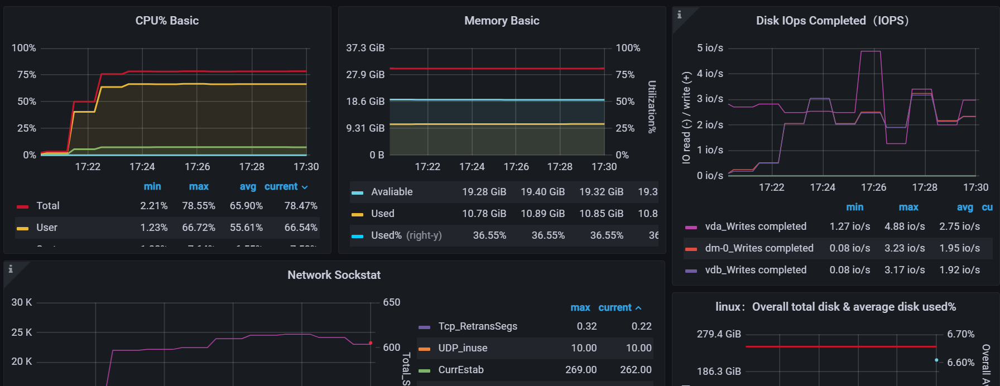 CPU% Basic
100%
75%
50%
25%
0%
17:22 17:24 17:26 17:28 17:30
min max avg current
Total 2.21% 78.55% 65.90% 78.47%
User 1.23% 66.72% 55.61% 66.54%
Memory Basic
37.3 GiB 100%
27.9 GiB 75%
18.6 GiB 50%
9.31 GiB 25%
0 B 0%
Utilization%
17:22 17:24 17:26 17:28 17:30
Avaliable 19.28 GiB 19.40 GiB 19.32 GiB 19.3
Used 10.78 GiB 10.89 GiB 10.85 GiB 10.8
Used% (right-y) 36.55% 36.55% 36.55% 36
Disk IOps Completed（IOPS）
IO read (-) / write (+)
5 io/s
4 io/s
3 io/s
2 io/s
1 io/s
0 io/s
17:22 17:24 17:26 17:28 17:30
min max avg cu
vda_Writes completed 1.27 io/s 4.88 io/s 2.75 io/s
dm-0_Writes completed 0.08 io/s 3.23 io/s 1.95 io/s
vdb_Writes completed 0.08 io/s 3.17 io/s 1.92 io/s
Network Sockstat
30 K 650
25 K
600
20 K
Total_S
max current
Tcp_RetransSegs 0.32 0.22
UDP_inuse 10.00 10.00
CurrEstab 269.00 262.00
linux：Overall total disk & average disk used%
279.4 GiB 6.70%
6.60%
186.3 GiB
Overall A